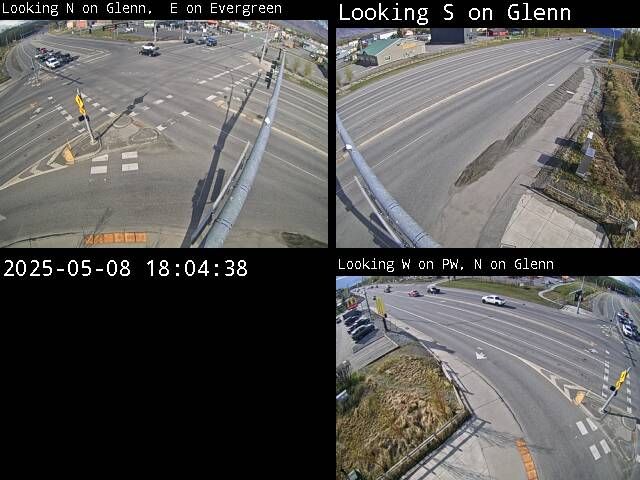 Looking N on Glenn,  E on Evergreen
Looking S on Glenn
2025-05-08 18:04:38
Looking W on PW, N on Glenn